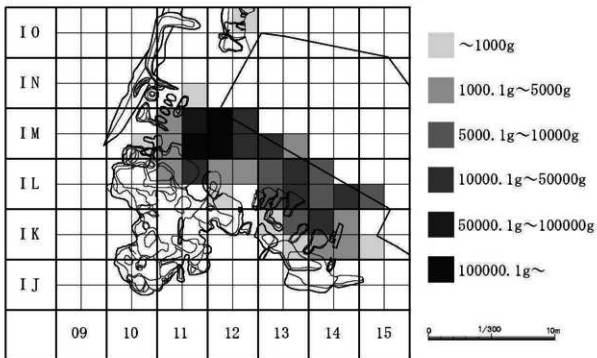 IO
IN
IM
IL
IK
IJ
09 10 11 12 13 14 15
～1000g
1000.1g～5000g
5000.1g～10000g
10000.1g～50000g
50000.1g～100000g
100000.1g～
0 1/300 10m